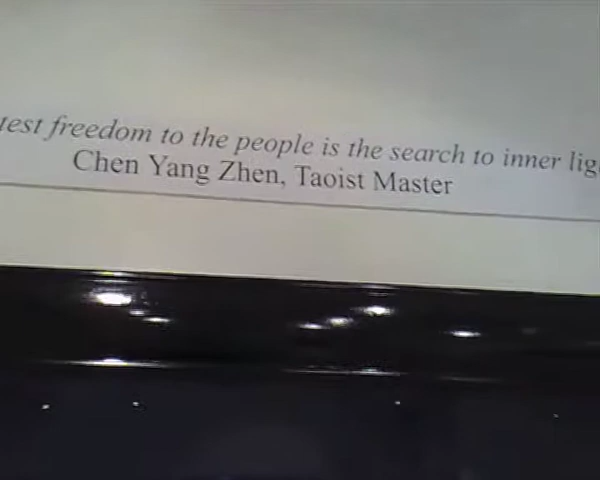 freedom to the people is the search to inner
Chen Yang Zhen, Taoist Master